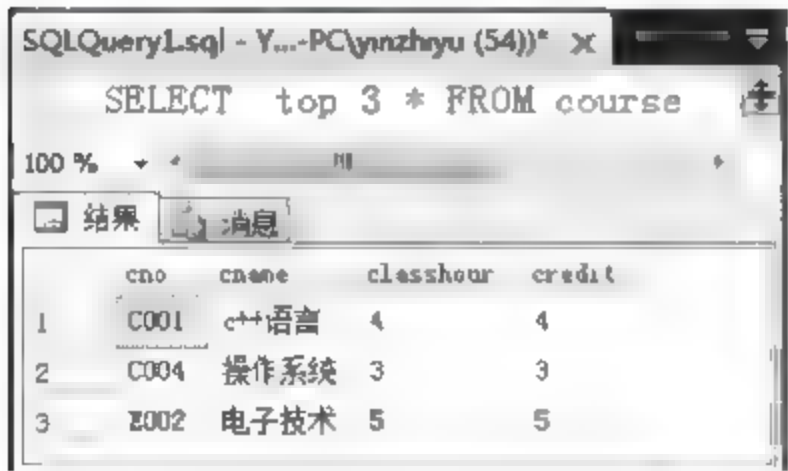 SQLQuery1.sql - Y...-PC\yinzhiyu (54))* ×
SELECT top 3 * FROM course
100 %
结果 消息
cno cname classhour credit
1 C001 c++语言 4 4
2 C004 操作系统 3 3
3 E002 电子技术 5 5